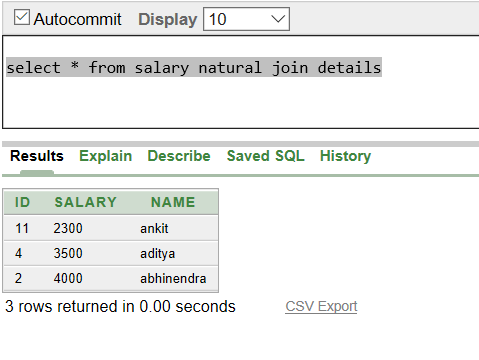 Autocommit Display 10
select * from salary natural join details
Results Explain Describe Saved SQL History
ID SALARY NAME
11 2300 ankit
4 3500 aditya
2 4000 abhinendra
3 rows returned in 0.00 seconds CSV Export